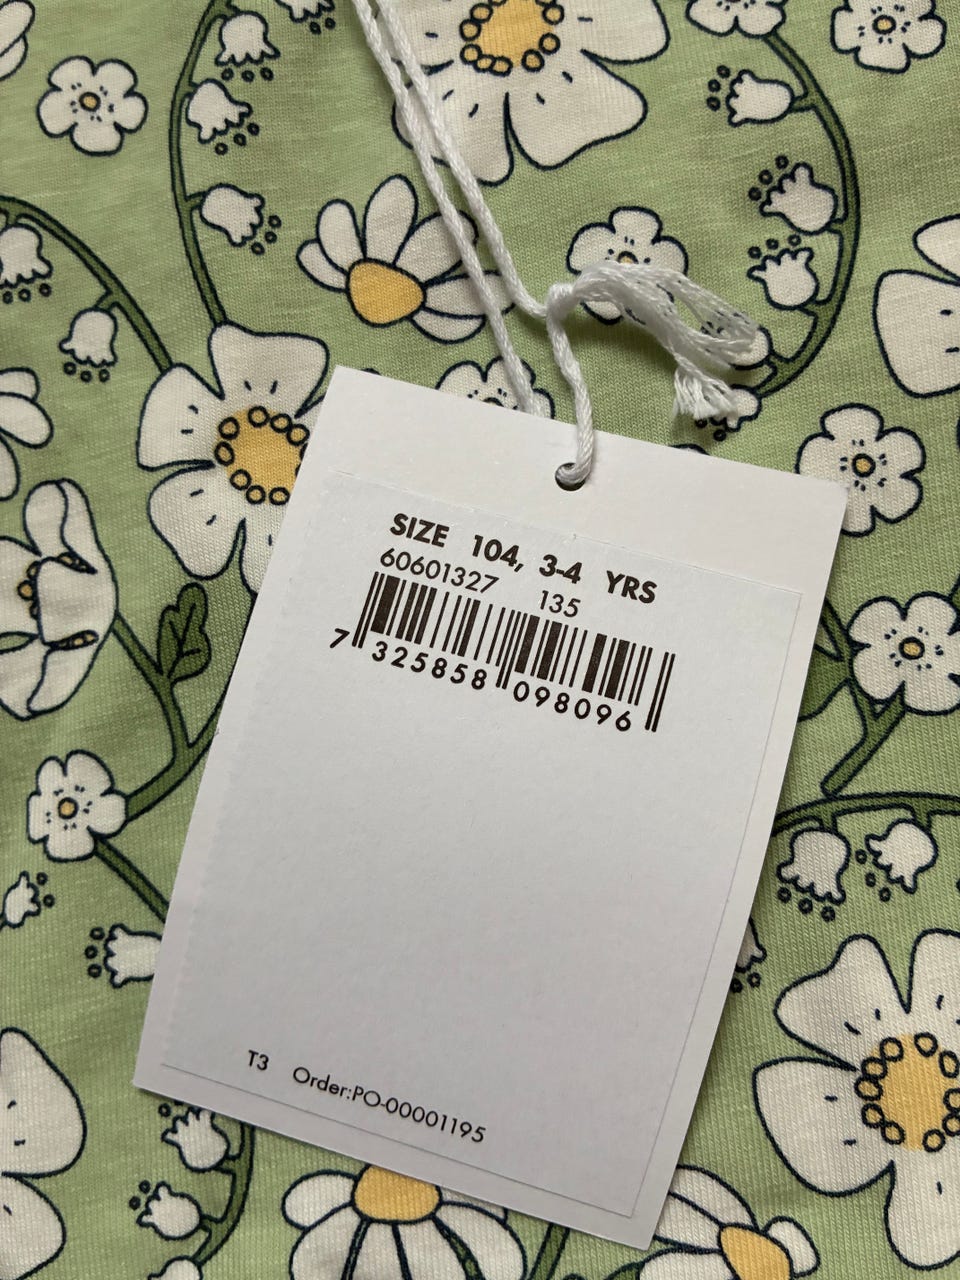 SIZE 104, 3-4 YRS
60601327 135
7 325858 098096
T3 Order:PO-00001195